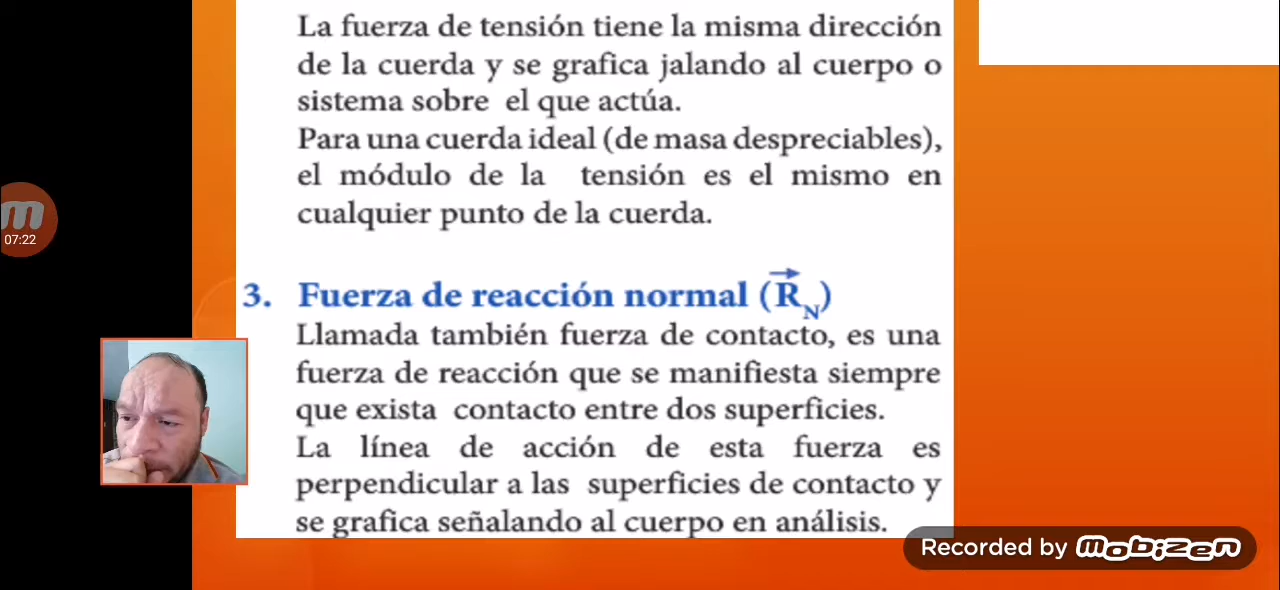 La fuerza de tensión tiene la misma dirección
de la cuerda y se grafica jalando al cuerpo o
sistema sobre el que actúa.
Para una cuerda ideal (de masa despreciables),
el módulo de la tensión es el mismo en
cualquier punto de la cuerda.
3. Fuerza de reacción normal (R⃗N)
Llamada también fuerza de contacto, es una
fuerza de reacción que se manifiesta siempre
que exista contacto entre dos superficies.
La línea de acción de esta fuerza es
perpendicular a las superficies de contacto y
se grafica señalando al cuerpo en análisis.
m
07:22
Recorded by mobizen